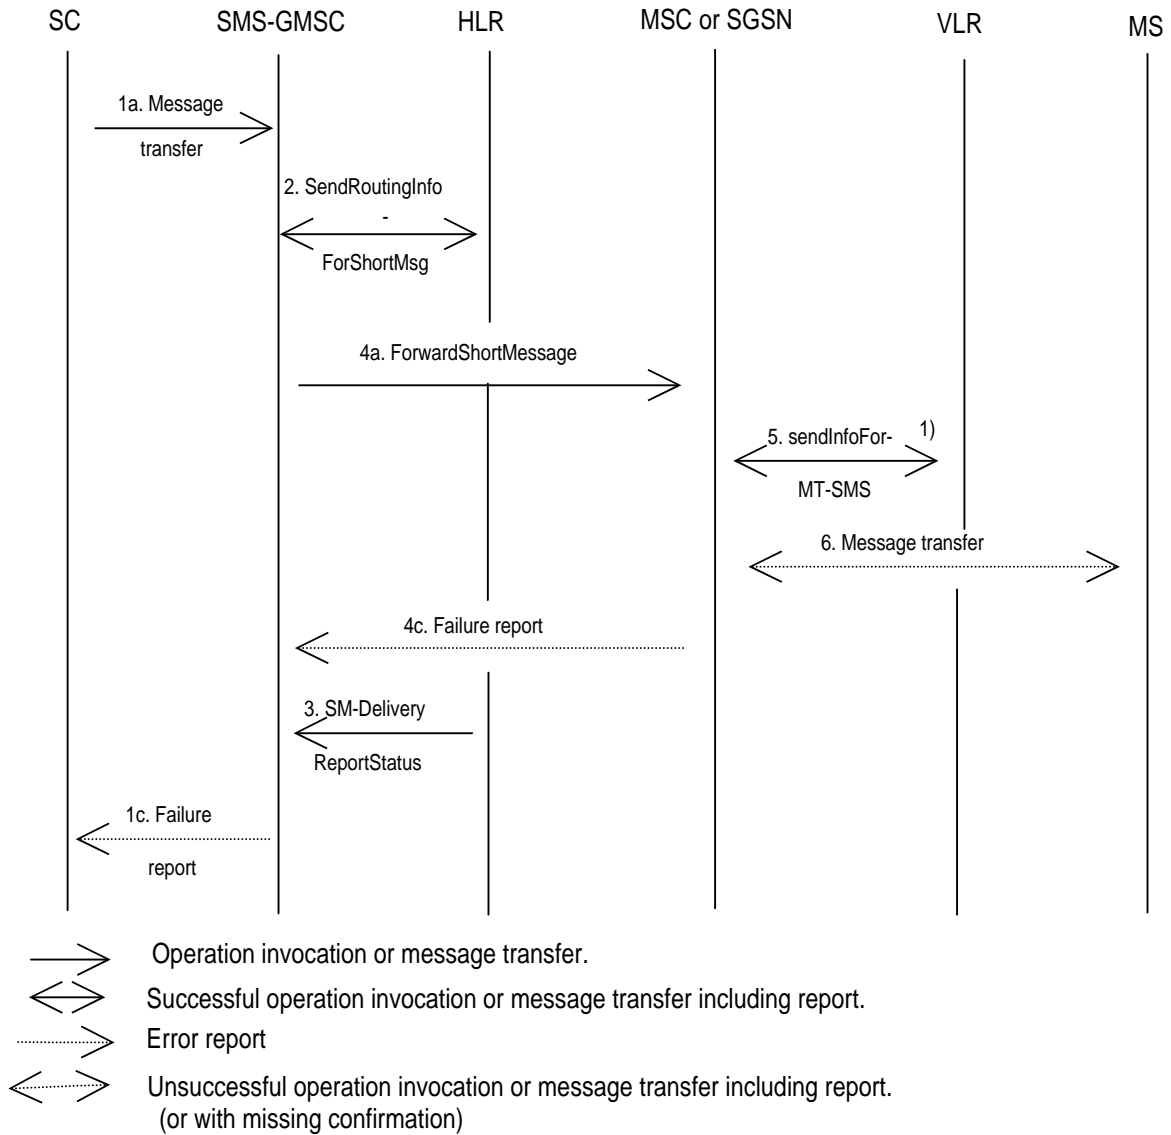 SC SMS-GMSC HLR MSC or SGSN VLR MS
1a. Message
transfer
2. SendRoutingInfo
-
ForShortMsg
4a. ForwardShortMessage
5. sendInfoFor- 1)
MT-SMS
6. Message transfer
4c. Failure report
3. SM-Delivery
ReportStatus
1c. Failure
report
Operation invocation or message transfer.
Successful operation invocation or message transfer including report.
Error report
Unsuccessful operation invocation or message transfer including report.
(or with missing confirmation)